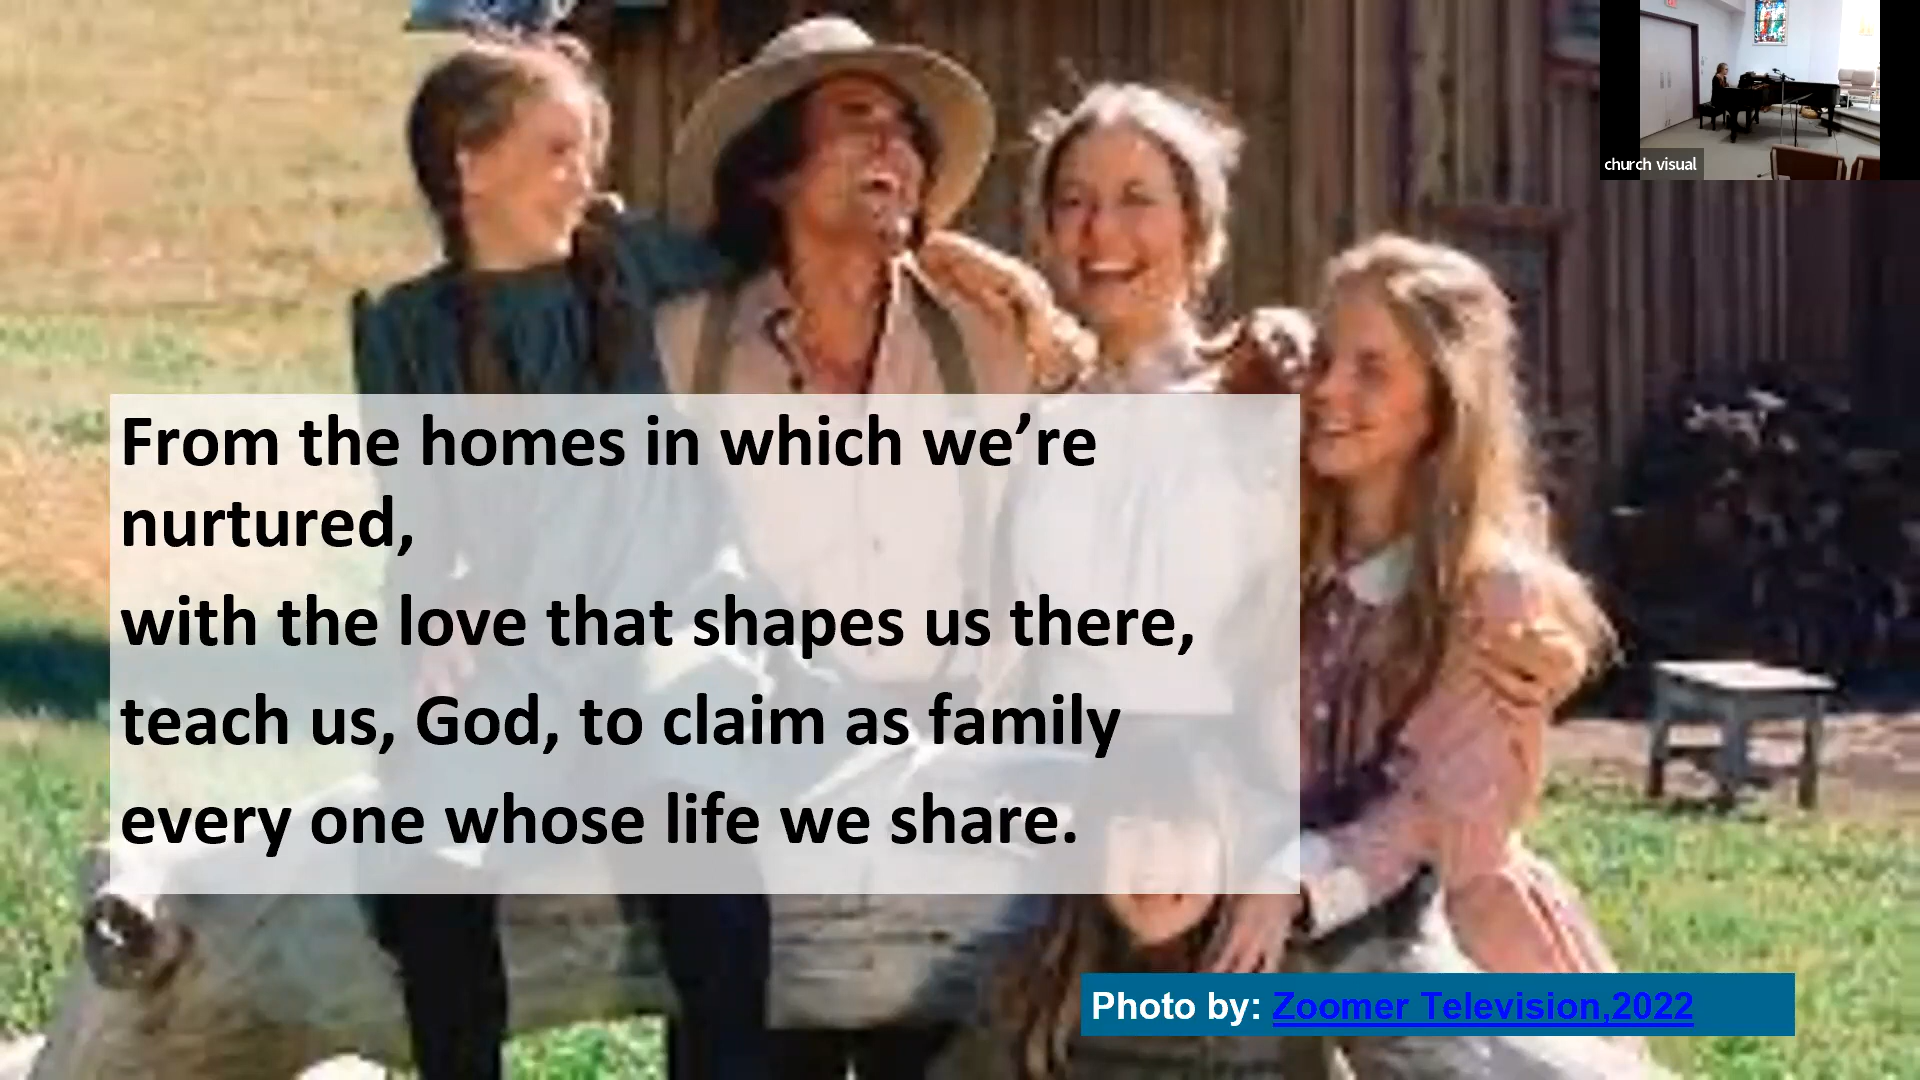 church visual
From the homes in which we’re
nurtured,
with the love that shapes us there,
teach us, God, to claim as family
every one whose life we share.
Photo by: Zoomer Television,2022